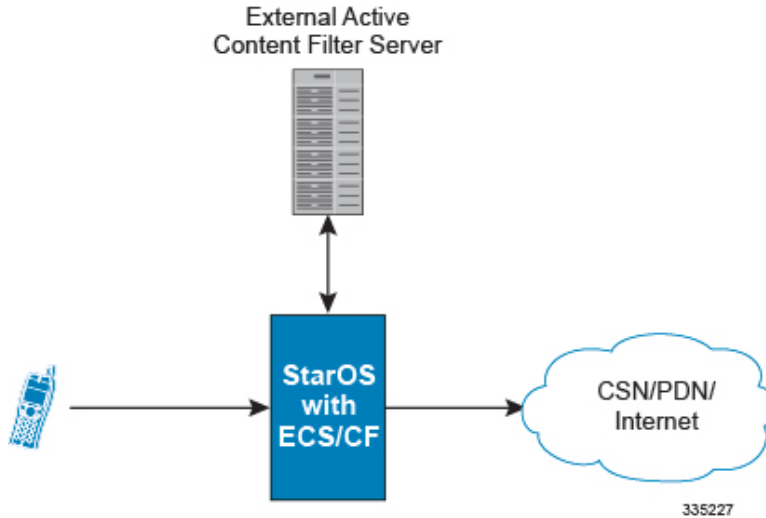 External Active
Content Filter Server
StarOS
with
ECS/CF
CSN/PDN/
Internet
335227